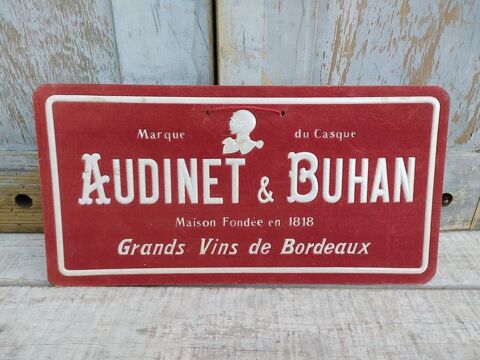 Marque du Casque
AUDINET & BUHAN
Maison Fondée en 1818
Grands Vins de Bordeaux